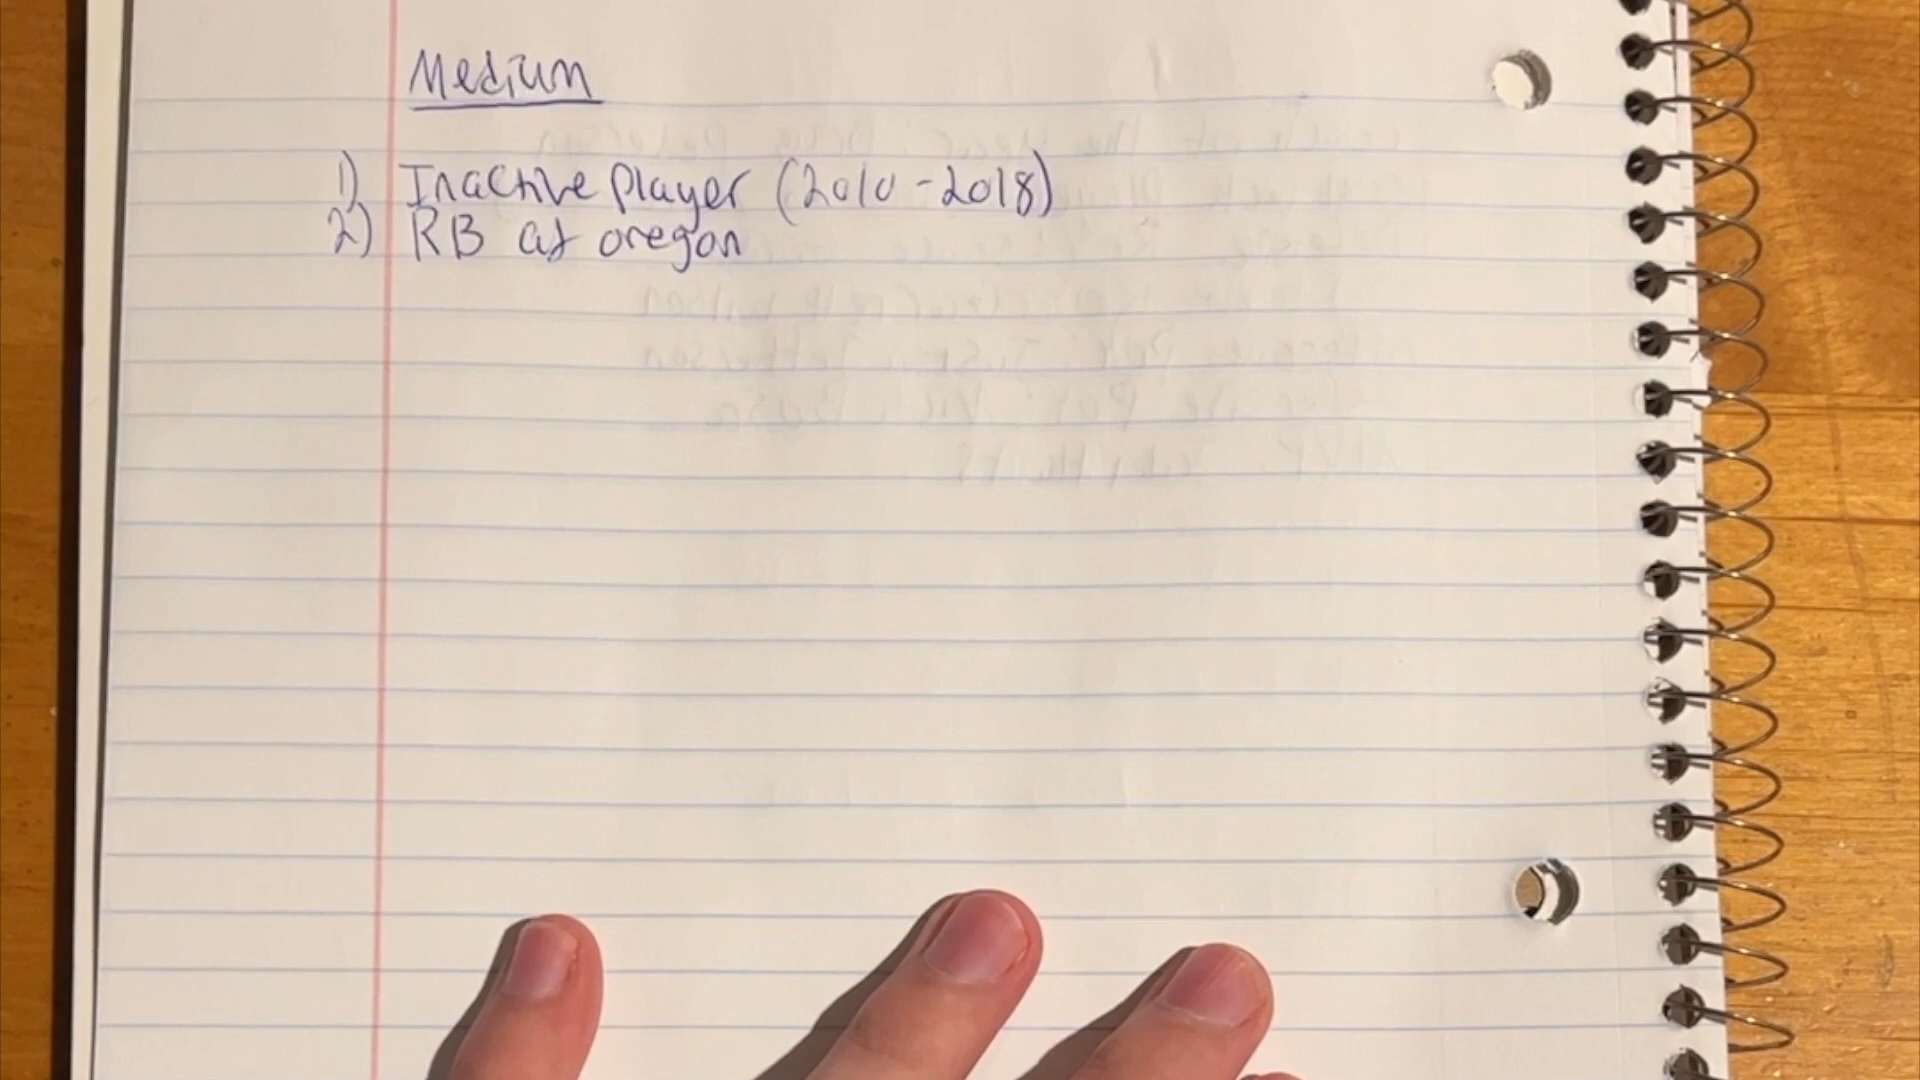 Medium
1) Inactive Player (2010-2018)
2) RB at oregon